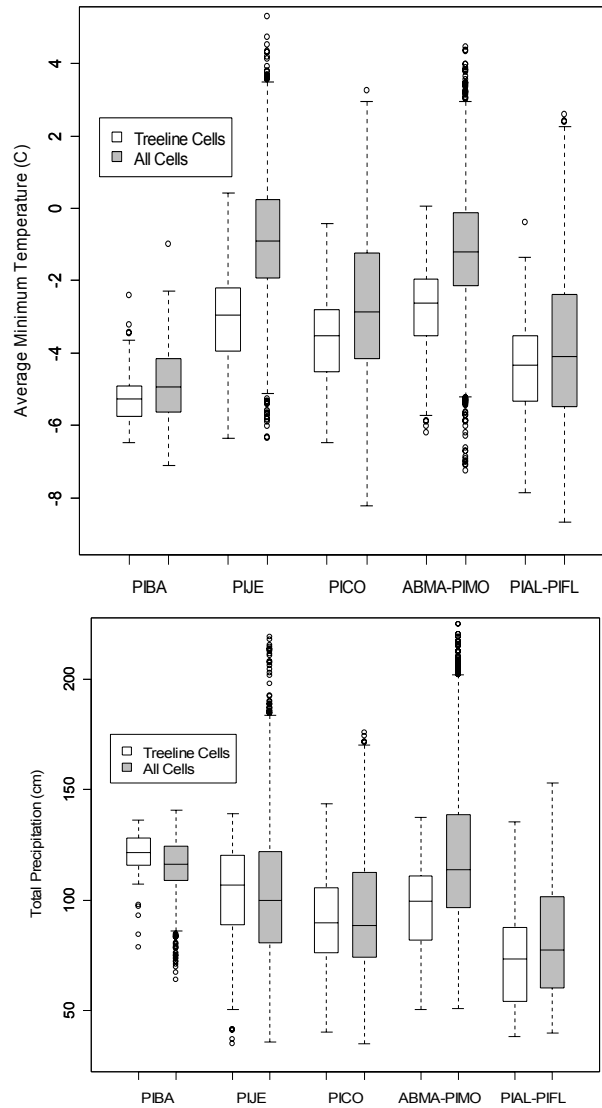 Average Minimum Temperature (C)
4
2
0
-2
-4
-6
-8
Treeline Cells
All Cells
PIBA PIJE PICO ABMA-PIMO PIAL-PIFL
Total Precipitation (cm)
200
150
100
50
Treeline Cells
All Cells
PIBA PIJE PICO ABMA-PIMO PIAL-PIFL